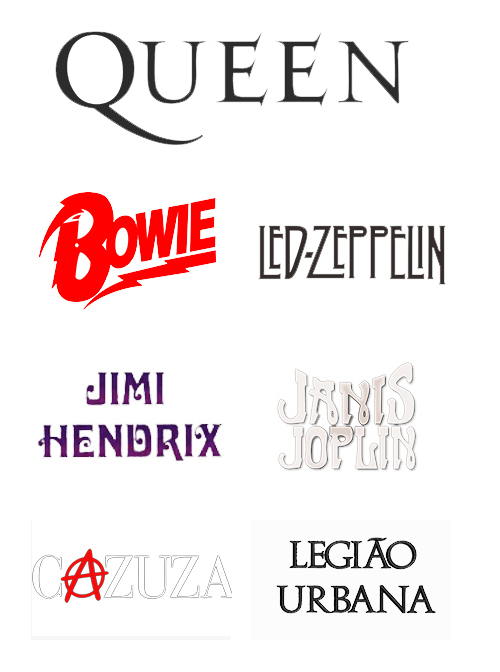 QUEEN
BOWIE
LED-ZEPPELIN
JIMI
HENDRIX
JANIS
JOPLIN
CAZUZA
LEGIÃO
URBANA